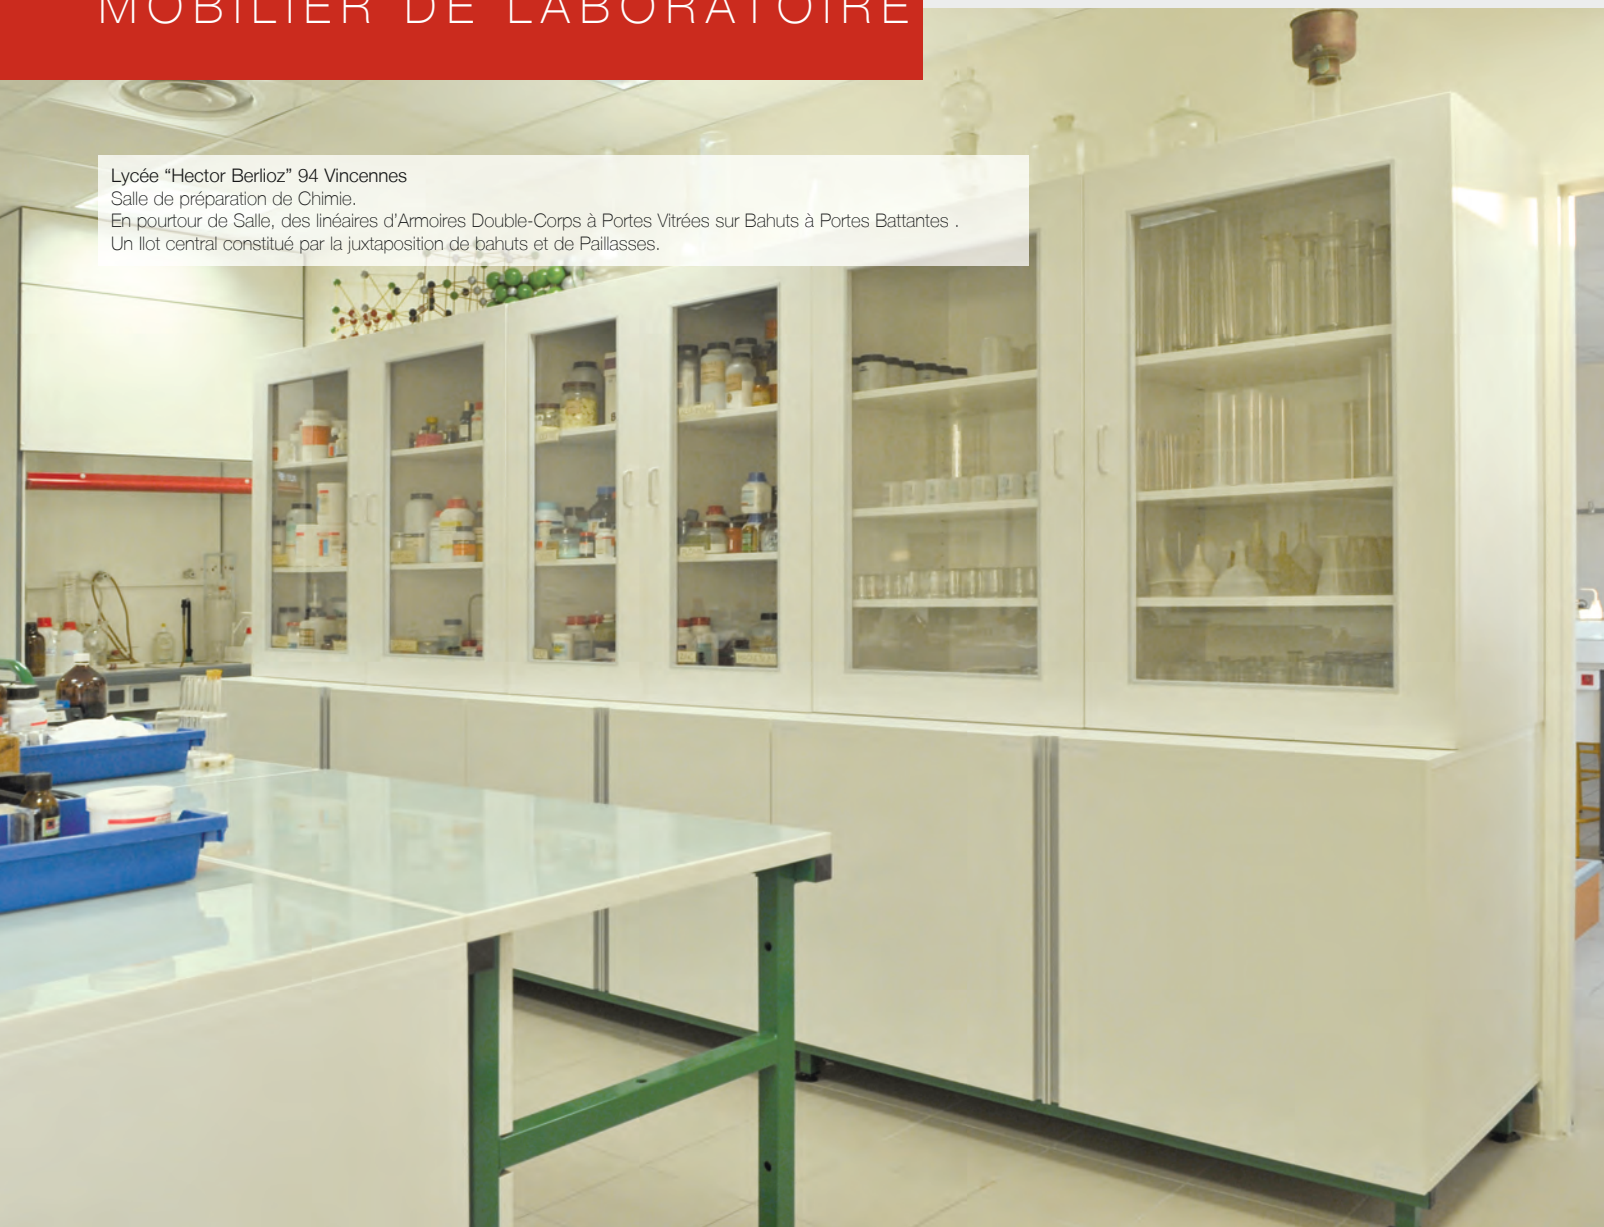 MOBILIER DE LABORATOIRE
Lycée “Hector Berlioz” 94 Vincennes
Salle de préparation de Chimie.
En pourtour de Salle, des linéaires d’Armoires Double-Corps à Portes Vitrées sur Bahuts à Portes Battantes .
Un Ilot central constitué par la juxtaposition de bahuts et de Paillasses.